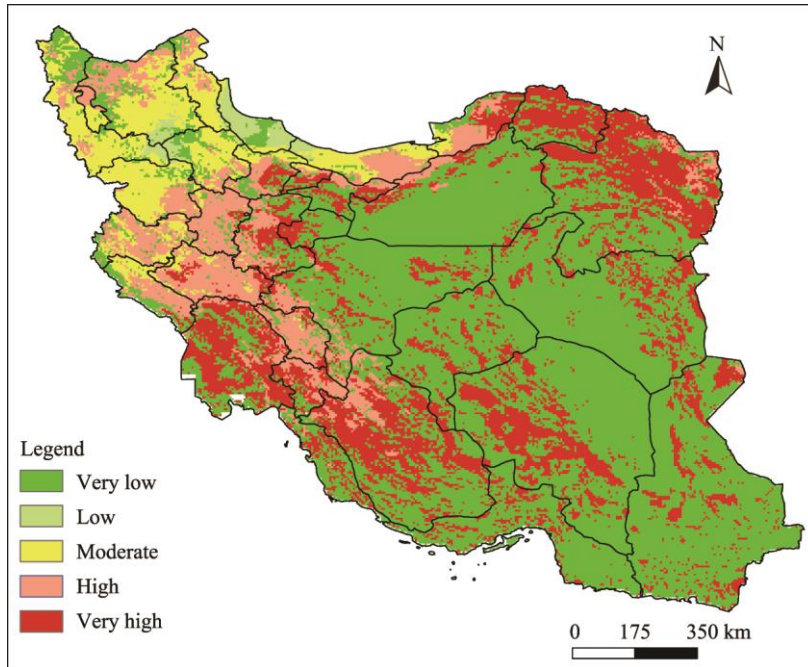 N
Legend
Very low
Low
Moderate
High
Very high
0 175 350 km